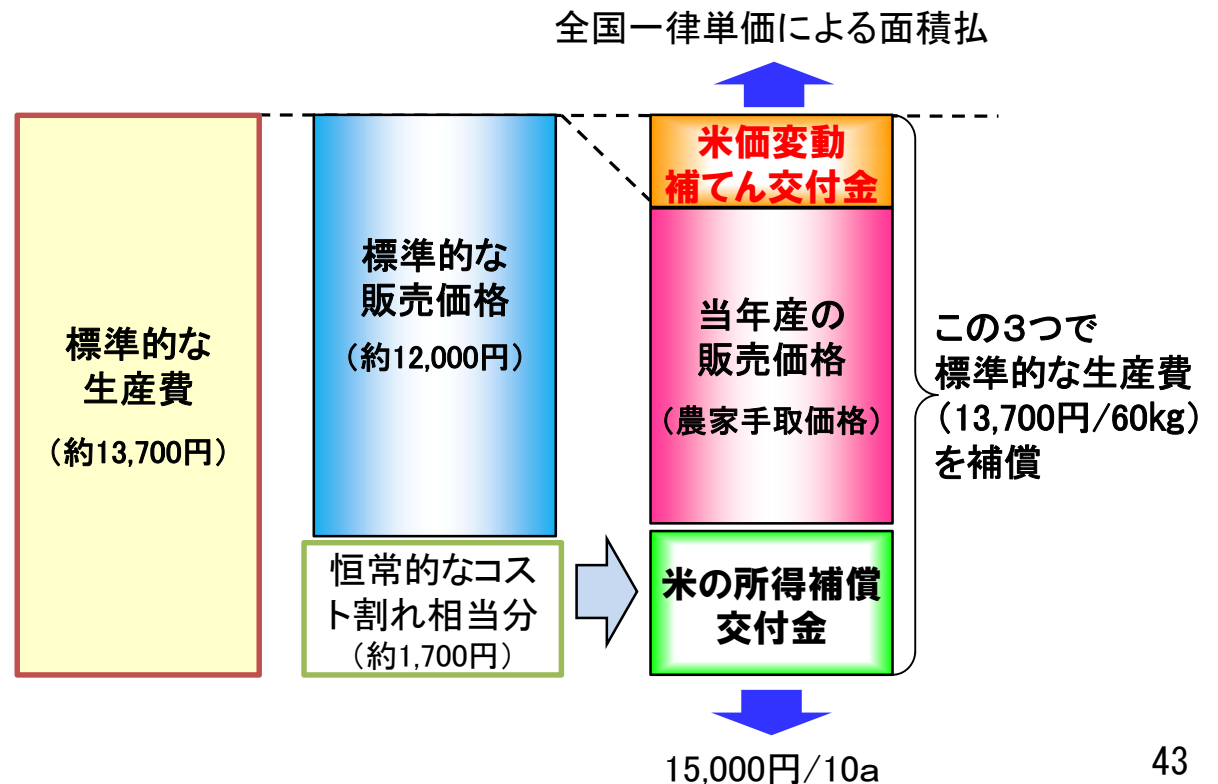 全国一律単価による面積払
標準的な
生産費
（約13,700円）
標準的な
販売価格
（約12,000円）
恒常的なコス
ト割れ相当分
（約1,700円）
米価変動
補てん交付金
当年産の
販売価格
（農家手取価格）
米の所得補償
交付金
この３つで
標準的な生産費
（13,700円/60kg）
を補償
15,000円/10a
43